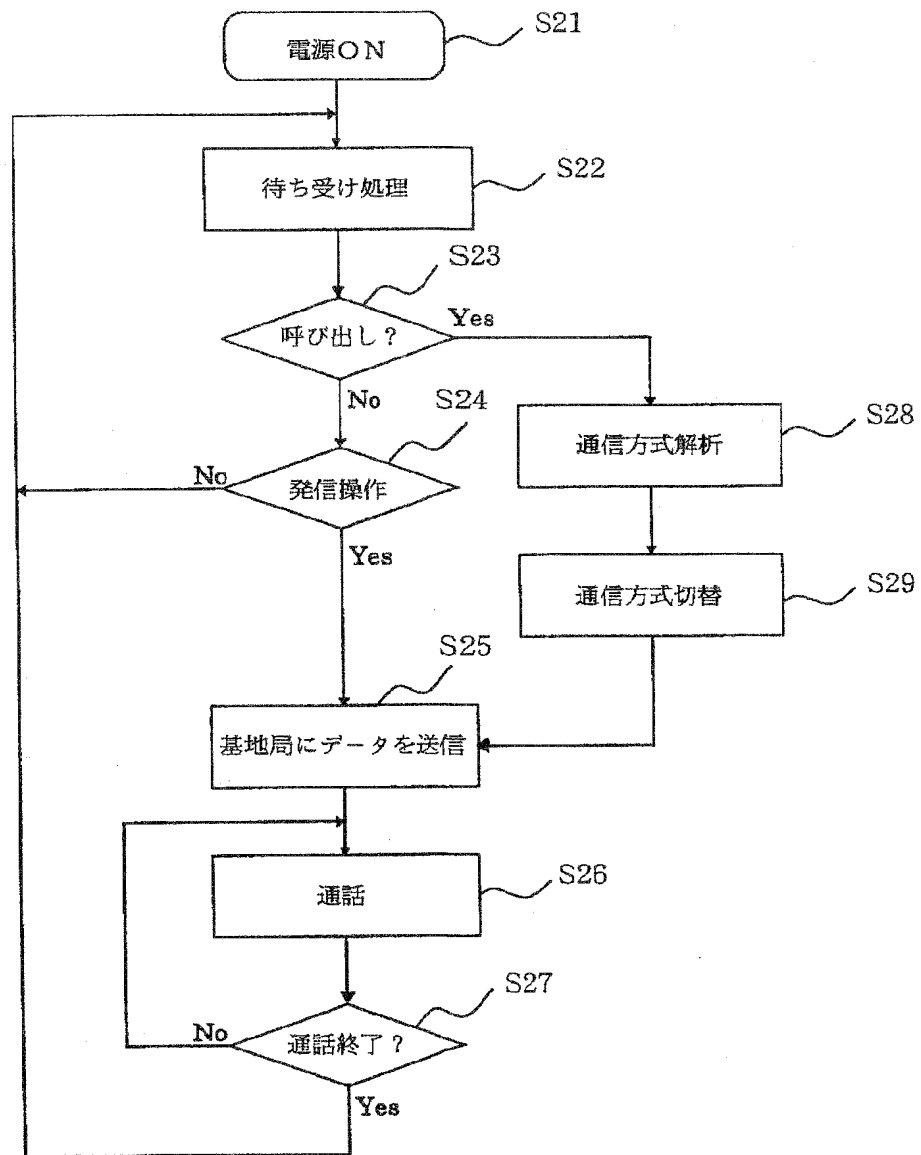 電源ON
S21
待ち受け処理
S22
S23
呼び出し?
Yes
No
S24
No
発信操作
Yes
通信方式解析
S28
通信方式切替
S29
S25
基地局にデータを送信
通話
S26
S27
No
通話終了?
Yes